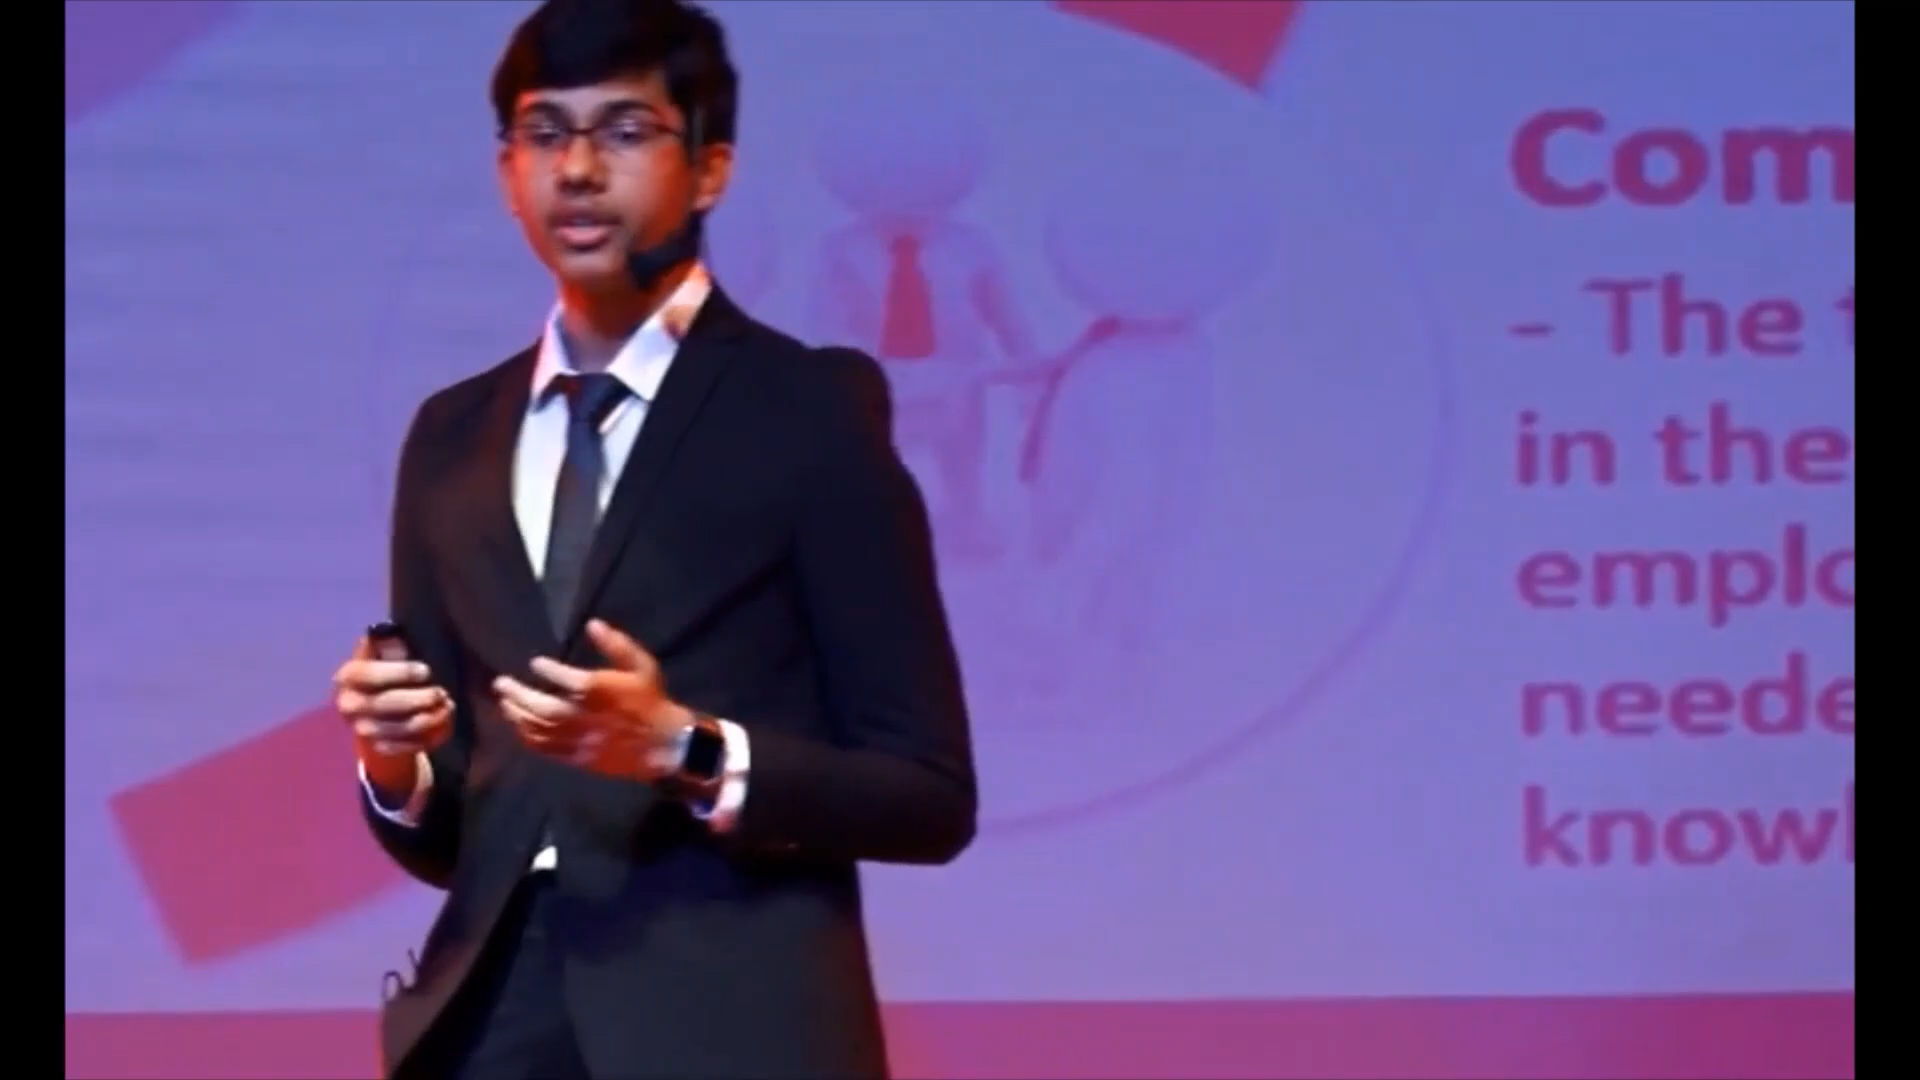 Com
- The
in the
emplo
neede
knowl